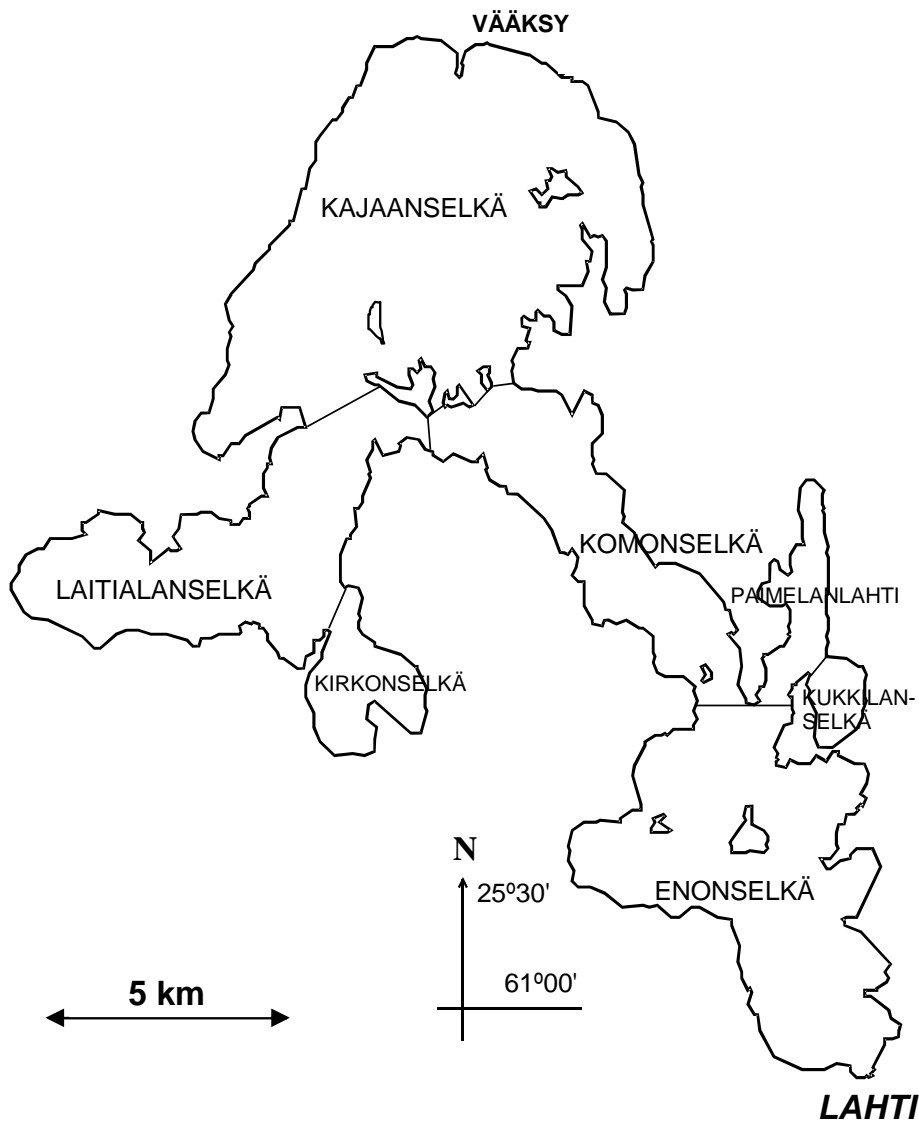 VÄÄKSY
KAJAANSELKÄ
KOMONSELKÄ
LAITIALANSELKÄ
PAIMELANLAHTI
KIRKONSELKÄ
KUKKILAN-
SELKÄ
N
25º30'
ENONSELKÄ
61º00'
5 km
LAHTI